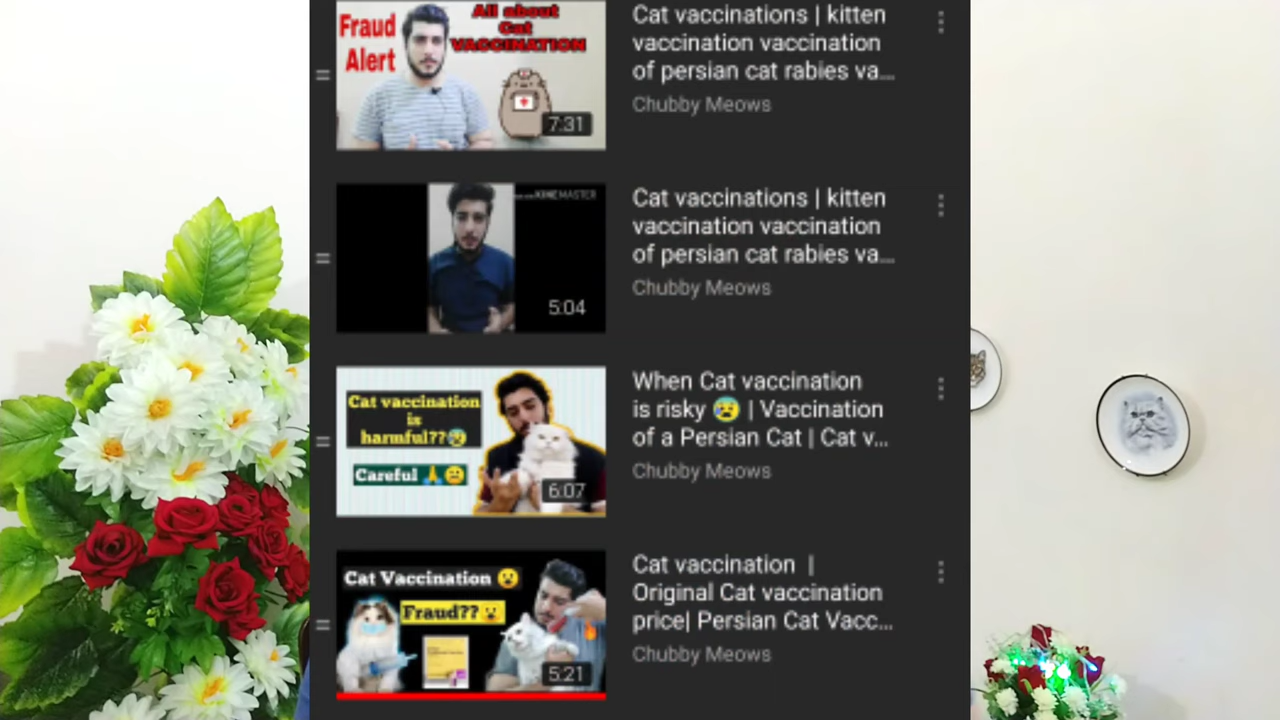 Fraud
Alert
All about
Cat
VACCINATION
7:31
Cat vaccinations | kitten
vaccination vaccination
of persian cat rabies va...
Chubby Meows
KINEMASTER
5:04
Cat vaccinations | kitten
vaccination vaccination
of persian cat rabies va...
Chubby Meows
Cat vaccination
is
harmful??😰
Careful 🙏😐
6:07
When Cat vaccination
is risky 😰 | Vaccination
of a Persian Cat | Cat v...
Chubby Meows
Cat Vaccination 😮
Fraud??😮
5:21
Cat vaccination |
Original Cat vaccination
price| Persian Cat Vacc...
Chubby Meows